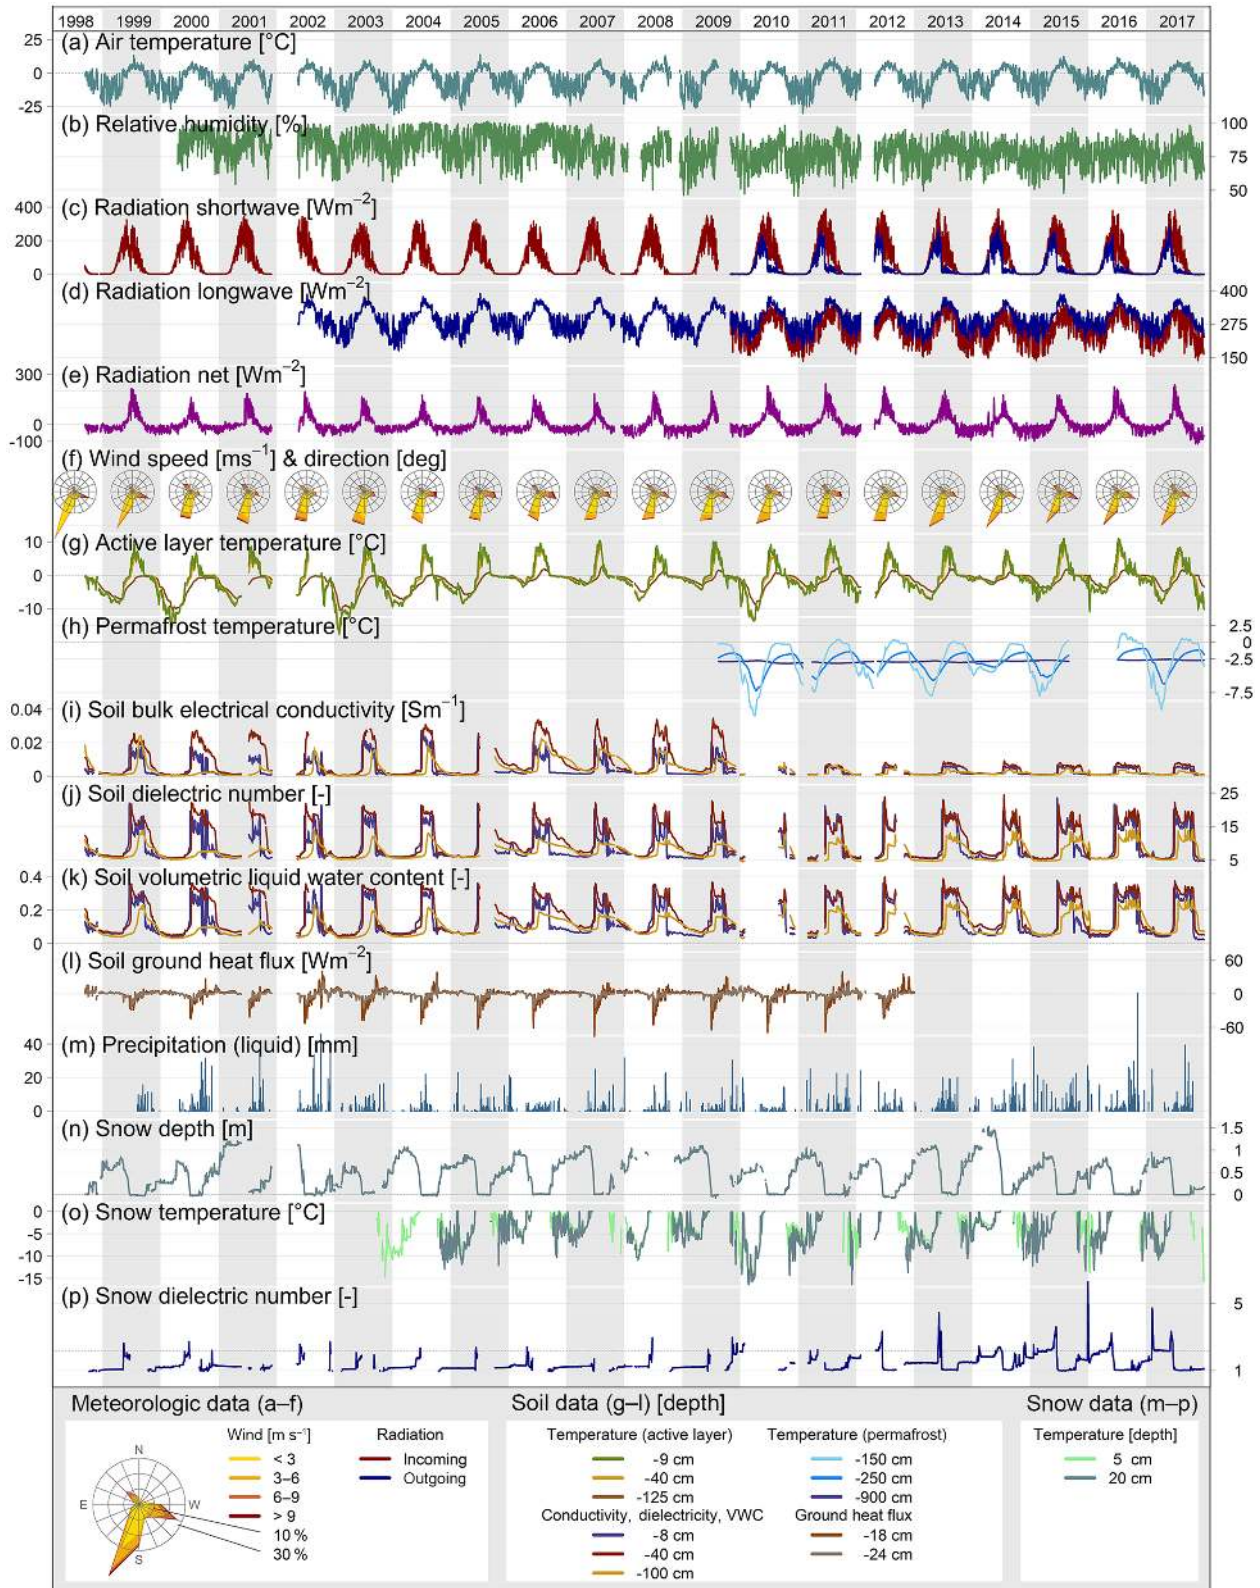 1998 1999 2000 2001 2002 2003 2004 2005 2006 2007 2008 2009 2010 2011 2012 2013 2014 2015 2016 2017
(a) Air temperature [°C]
25
0
-25
(b) Relative humidity [%]
100
75
50
(c) Radiation shortwave [Wm⁻²]
400
200
0
(d) Radiation longwave [Wm⁻²]
400
275
150
(e) Radiation net [Wm⁻²]
300
0
-100
(f) Wind speed [ms⁻¹] & direction [deg]
(g) Active layer temperature [°C]
10
0
-10
(h) Permafrost temperature [°C]
2.5
0
-2.5
-7.5
(i) Soil bulk electrical conductivity [Sm⁻¹]
0.04
0.02
0
(j) Soil dielectric number [-]
25
15
5
(k) Soil volumetric liquid water content [-]
0.4
0.2
0
(l) Soil ground heat flux [Wm⁻²]
60
0
-60
(m) Precipitation (liquid) [mm]
40
20
0
(n) Snow depth [m]
1.5
1
0.5
0
(o) Snow temperature [°C]
0
-5
-10
-15
(p) Snow dielectric number [-]
5
1
Meteorologic data (a–f)
Wind [m s⁻¹]
< 3
3–6
6–9
> 9
10 %
30 %
N
E
W
S
Radiation
Incoming
Outgoing
Soil data (g–l) [depth]
Temperature (active layer)
-9 cm
-40 cm
-125 cm
Conductivity, dielectricity, VWC
-8 cm
-40 cm
-100 cm
Temperature (permafrost)
-150 cm
-250 cm
-900 cm
Ground heat flux
-18 cm
-24 cm
Snow data (m–p)
Temperature [depth]
5 cm
20 cm